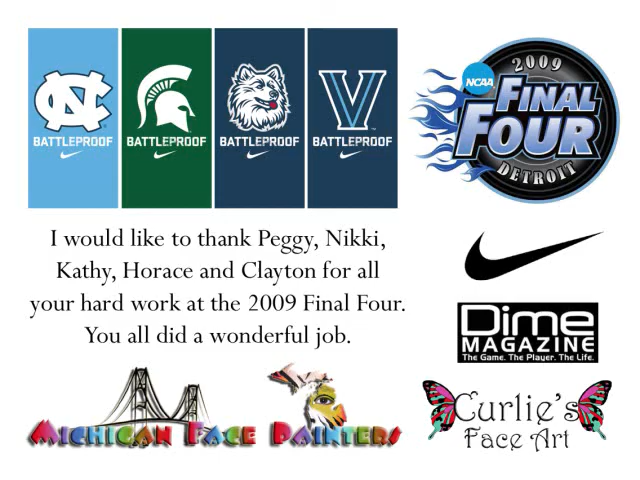 NC
BATTLEPROOF
BATTLEPROOF
BATTLEPROOF
V
BATTLEPROOF
2009
NCAA
FINAL
FOUR
DETROIT
I would like to thank Peggy, Nikki,
Kathy, Horace and Clayton for all
your hard work at the 2009 Final Four.
You all did a wonderful job.
Dime
MAGAZINE
The Game. The Player. The Life.
MICHIGAN FACE PAINTERS
Curlie's
Face Art